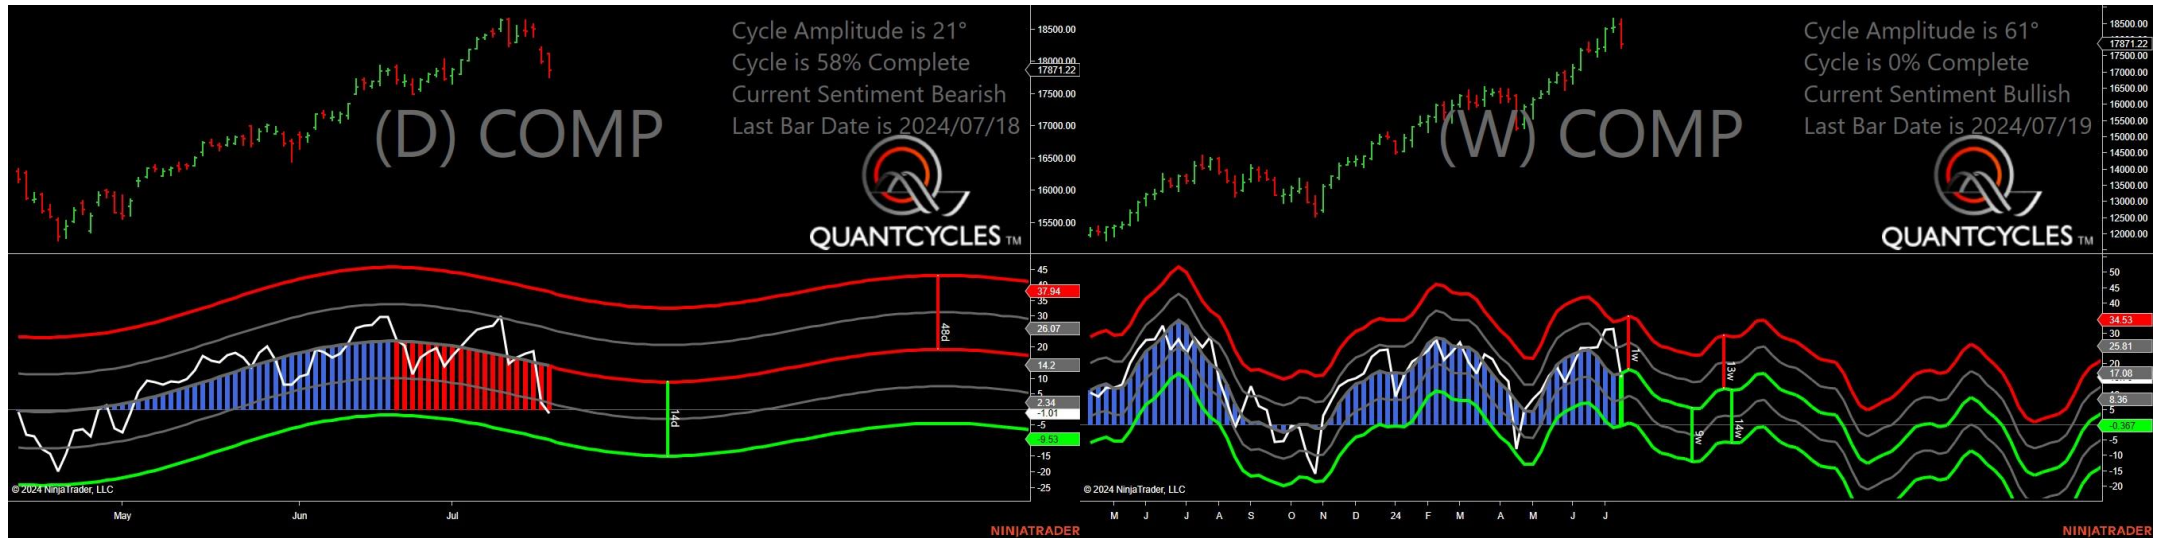 Cycle Amplitude is 21°
Cycle is 58% Complete
Current Sentiment Bearish
Last Bar Date is 2024/07/18
(D) COMP
QUANTCYCLES TM
18500.00
18000.00
17871.22
17500.00
17000.00
16500.00
16000.00
15500.00
45
37.94
35
30
26.07
20
14.2
10
5
2.34
-1.01
-5
-9.53
-15
-20
-25
48d
14d
© 2024 NinjaTrader, LLC
May
Jun
Jul
NINJATRADER
Cycle Amplitude is 61°
Cycle is 0% Complete
Current Sentiment Bullish
Last Bar Date is 2024/07/19
(W) COMP
QUANTCYCLES TM
18500.00
17871.22
17500.00
17000.00
16500.00
16000.00
15500.00
15000.00
14500.00
14000.00
13500.00
13000.00
12500.00
12000.00
50
45
40
34.53
30
25.81
20
17.08
8.36
5
-0.367
-5
-10
-15
-20
1w
13w
9w
14w
© 2024 NinjaTrader, LLC
M J J A S O N D 24 F M A M J J
NINJATRADER